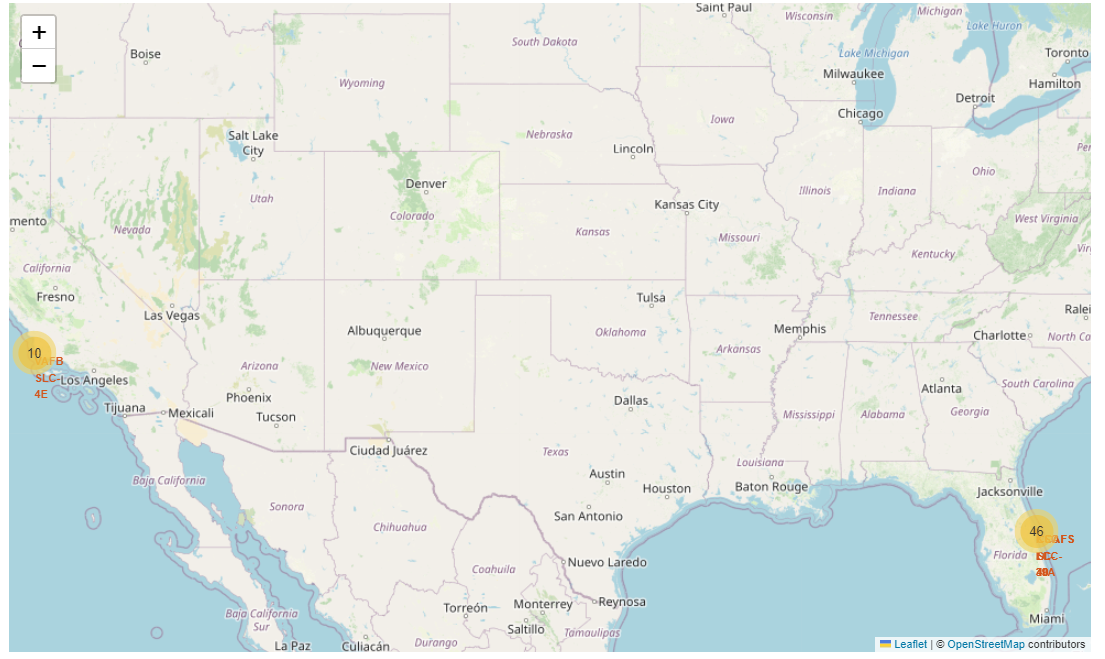 Saint Paul
Wisconsin
Michigan
Lake Huron
+
−
Boise
South Dakota
Lake Michigan
Toronto
Milwaukee
Hamilton
Wyoming
Detroit
Chicago
Iowa
Salt Lake
City
Nebraska
Lincoln
Ohio
Denver
Utah
Illinois
Indiana
Kansas City
Colorado
mento
Nevada
Kansas
Missouri
West Virginia
Kentucky
California
Fresno
Las Vegas
Tulsa
Albuquerque
Oklahoma
Memphis
Tennessee
Charlotte
Ralei
North Ca
10
AFB
SLC-
4E
Los Angeles
Arizona
New Mexico
Arkansas
Phoenix
Tijuana
Mexicali
Tucson
Dallas
Atlanta
South Carolina
Mississippi
Alabama
Georgia
Ciudad Juárez
Texas
Louisiana
Baja California
Austin
Houston
Baton Rouge
Jacksonville
Sonora
San Antonio
Chihuahua
46
AFS
Florida
Coahuila
Nuevo Laredo
Torreón
Monterrey
Reynosa
Baja California
Sur
Saltillo
Tamaulipas
Miami
La Paz
Culiacán
Durango
Leaflet | © OpenStreetMap contributors